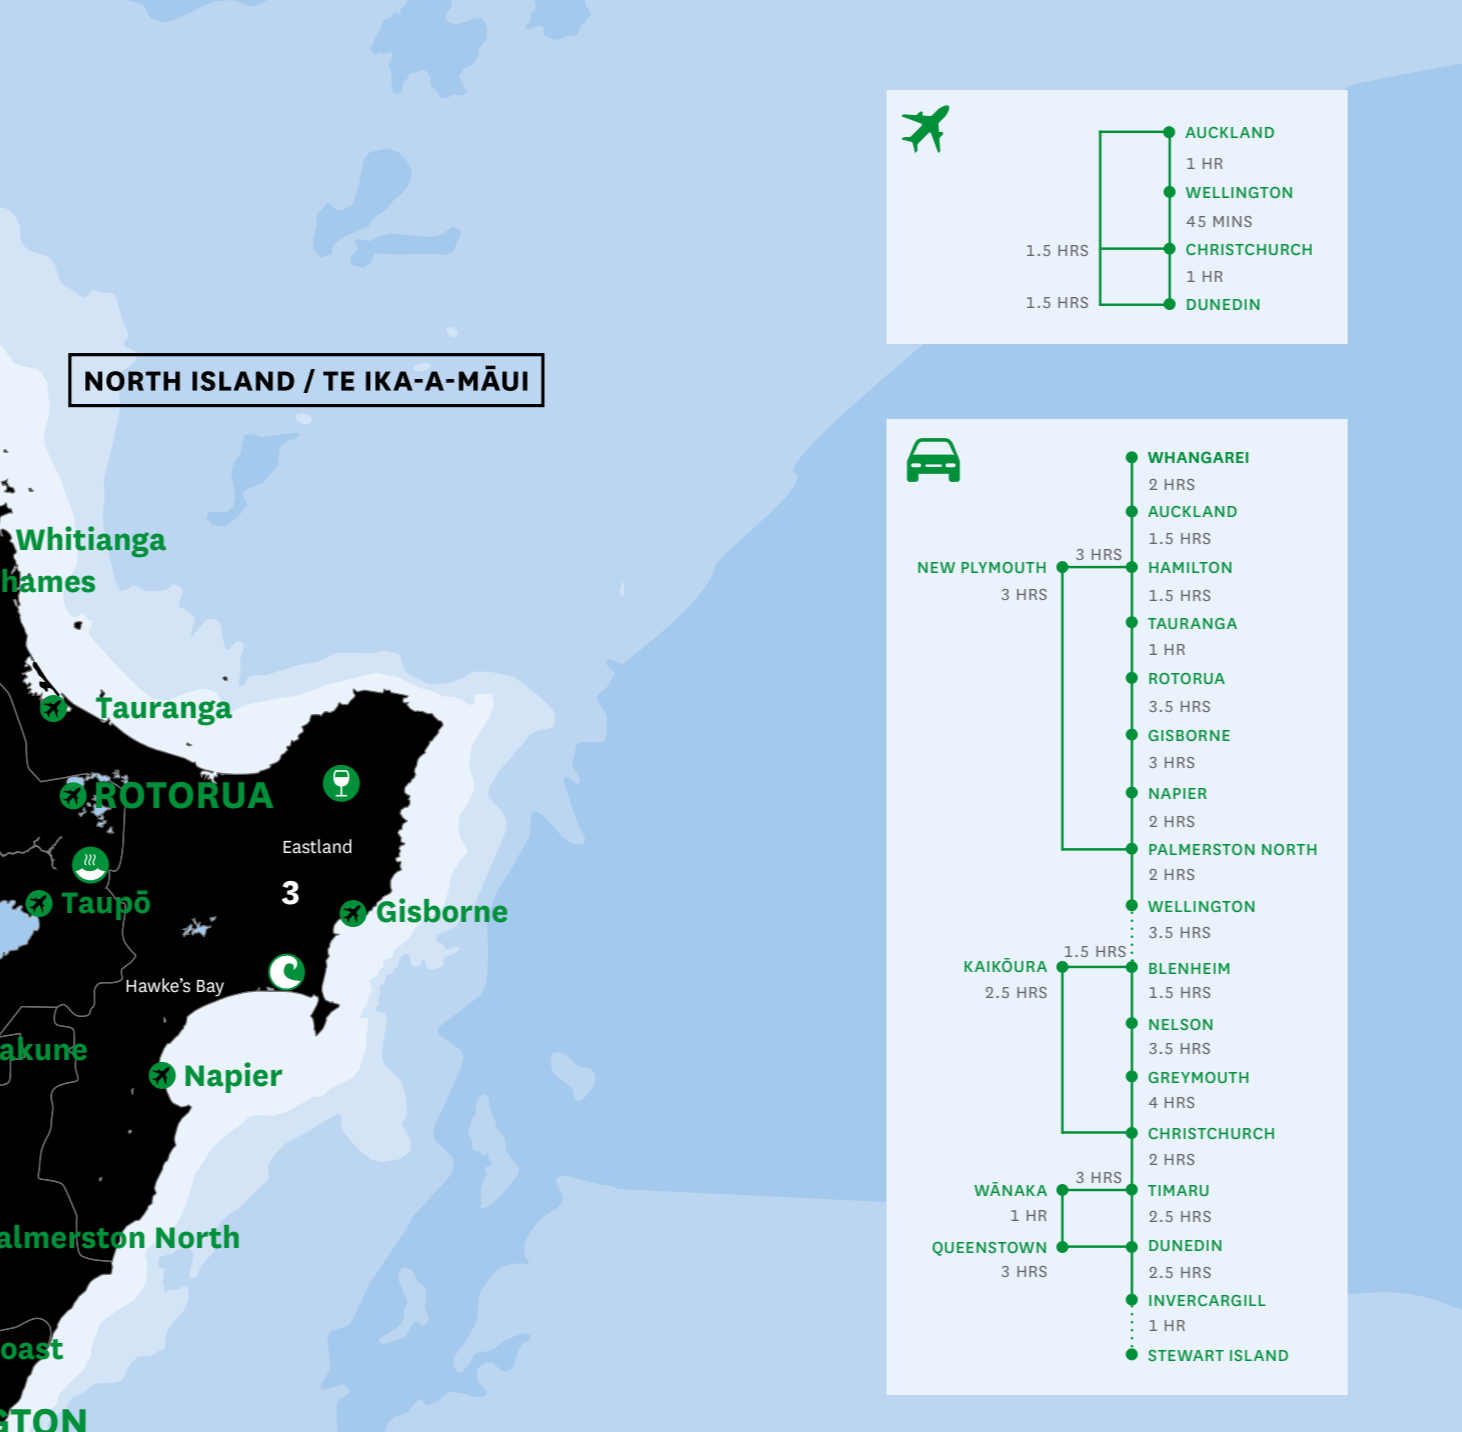 AUCKLAND
1 HR
WELLINGTON
45 MINS
1.5 HRS
CHRISTCHURCH
1 HR
1.5 HRS
DUNEDIN
NORTH ISLAND / TE IKA-A-MĀUI
Whitianga
hames
Tauranga
ROTORUA
Eastland
3
Taupō
Gisborne
Hawke's Bay
akune
Napier
almerston North
oast
GTON
WHANGAREI
2 HRS
AUCKLAND
1.5 HRS
3 HRS
NEW PLYMOUTH
HAMILTON
3 HRS
1.5 HRS
TAURANGA
1 HR
ROTORUA
3.5 HRS
GISBORNE
3 HRS
NAPIER
2 HRS
PALMERSTON NORTH
2 HRS
WELLINGTON
3.5 HRS
1.5 HRS
KAIKŌURA
BLENHEIM
2.5 HRS
1.5 HRS
NELSON
3.5 HRS
GREYMOUTH
4 HRS
CHRISTCHURCH
2 HRS
3 HRS
WĀNAKA
TIMARU
1 HR
2.5 HRS
QUEENSTOWN
DUNEDIN
3 HRS
2.5 HRS
INVERCARGILL
1 HR
STEWART ISLAND